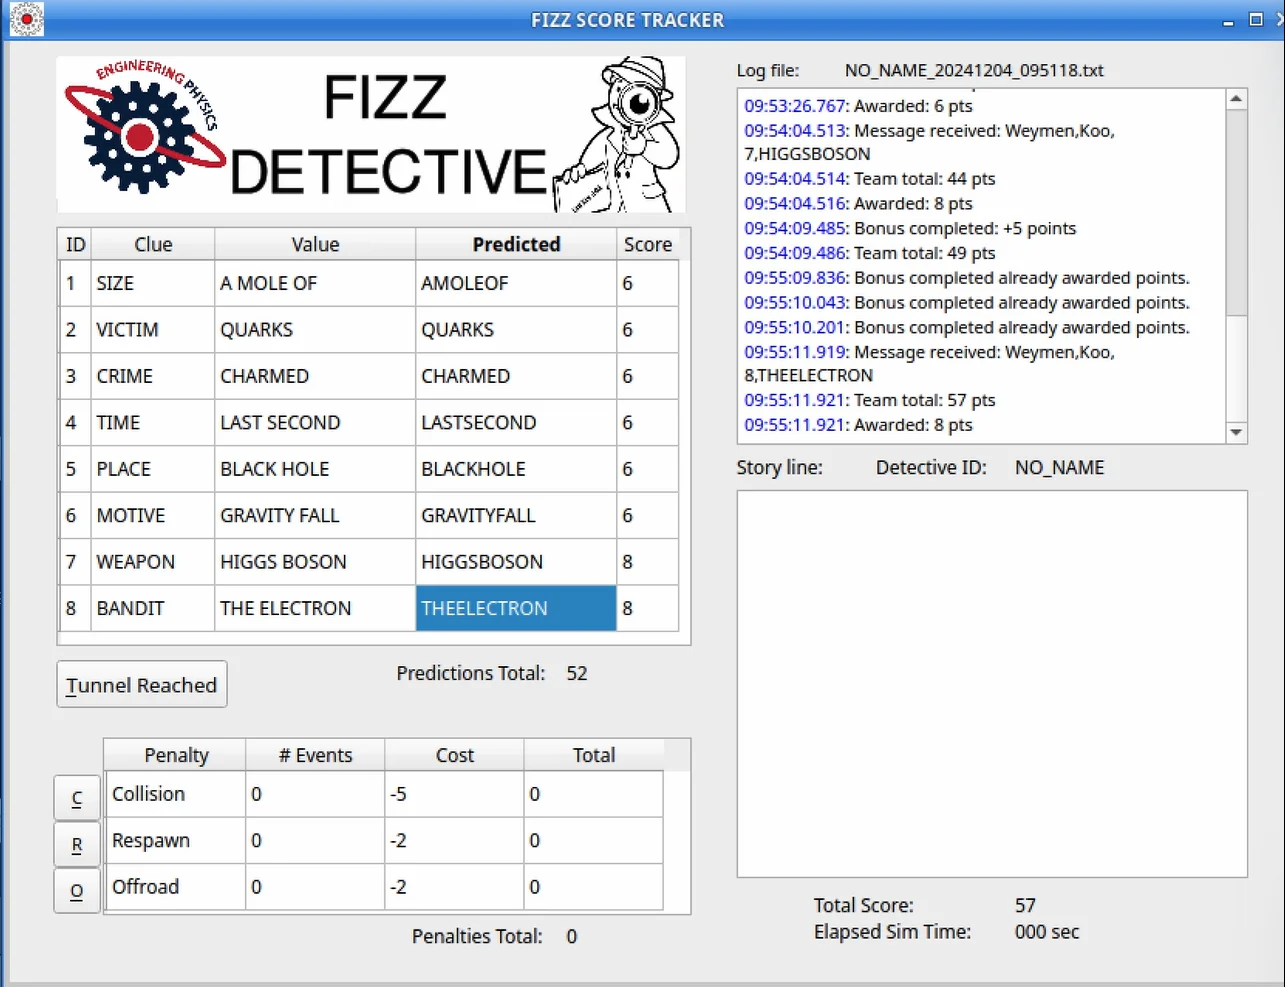 FIZZ SCORE TRACKER
ENGINEERING PHYSICS
FIZZ
DETECTIVE
ID Clue Value Predicted Score
1 SIZE A MOLE OF AMOLEOF 6
2 VICTIM QUARKS QUARKS 6
3 CRIME CHARMED CHARMED 6
4 TIME LAST SECOND LASTSECOND 6
5 PLACE BLACK HOLE BLACKHOLE 6
6 MOTIVE GRAVITY FALL GRAVITYFALL 6
7 WEAPON HIGGS BOSON HIGGSBOSON 8
8 BANDIT THE ELECTRON THEELECTRON 8
Tunnel Reached
Predictions Total: 52
Penalty # Events Cost Total
C Collision 0 -5 0
R Respawn 0 -2 0
O Offroad 0 -2 0
Penalties Total: 0
Log file: NO_NAME_20241204_095118.txt
09:53:26.767: Awarded: 6 pts
09:54:04.513: Message received: Weymen,Koo,
7,HIGGSBOSON
09:54:04.514: Team total: 44 pts
09:54:04.516: Awarded: 8 pts
09:54:09.485: Bonus completed: +5 points
09:54:09.486: Team total: 49 pts
09:55:09.836: Bonus completed already awarded points.
09:55:10.043: Bonus completed already awarded points.
09:55:10.201: Bonus completed already awarded points.
09:55:11.919: Message received: Weymen,Koo,
8,THEELECTRON
09:55:11.921: Team total: 57 pts
09:55:11.921: Awarded: 8 pts
Story line: Detective ID: NO_NAME
Total Score: 57
Elapsed Sim Time: 000 sec